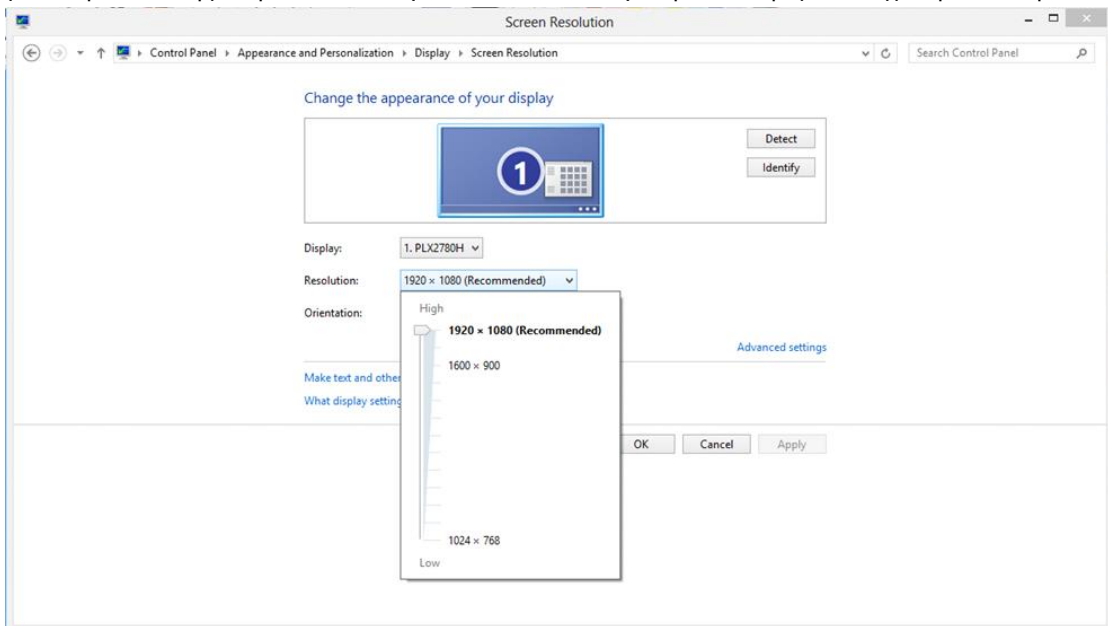 Screen Resolution
Control Panel Appearance and Personalization Display Screen Resolution
Search Control Panel
Change the appearance of your display
1
Detect
Identify
Display: 1. PLX2780H
Resolution: 1920 × 1080 (Recommended)
Orientation:
High
1920 × 1080 (Recommended)
1600 × 900
1024 × 768
Low
Advanced settings
Make text and other
What display setting
OK Cancel Apply